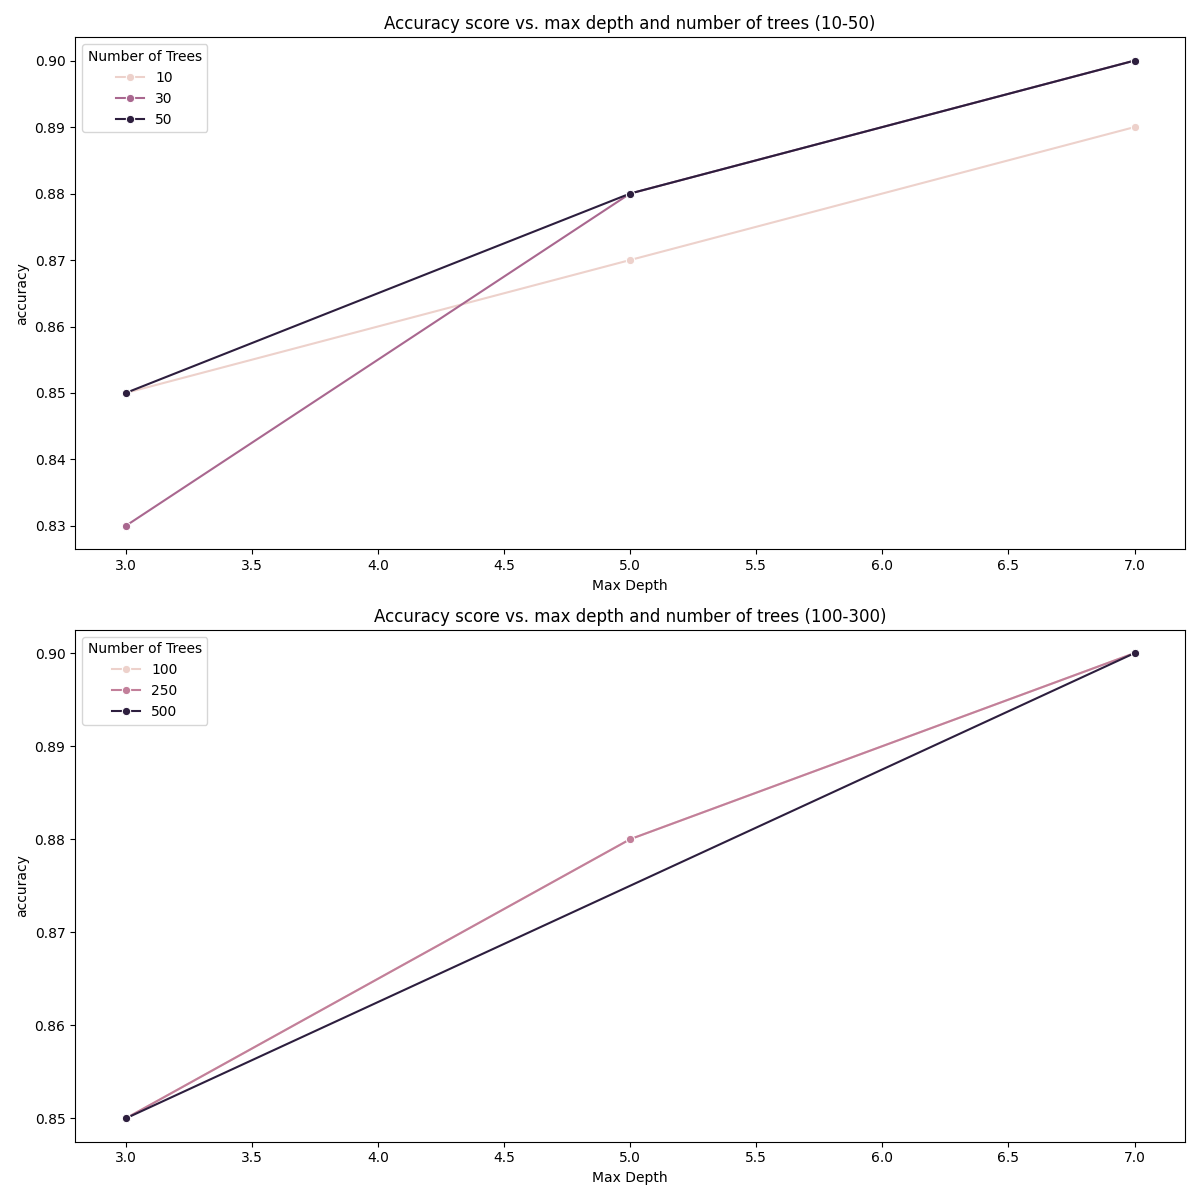 Accuracy score vs. max depth and number of trees (10-50)
Number of Trees
10
30
50
0.90
0.89
0.88
0.87
0.86
0.85
0.84
0.83
accuracy
3.0 3.5 4.0 4.5 5.0 5.5 6.0 6.5 7.0
Max Depth
Accuracy score vs. max depth and number of trees (100-300)
Number of Trees
100
250
500
0.90
0.89
0.88
0.87
0.86
0.85
accuracy
3.0 3.5 4.0 4.5 5.0 5.5 6.0 6.5 7.0
Max Depth